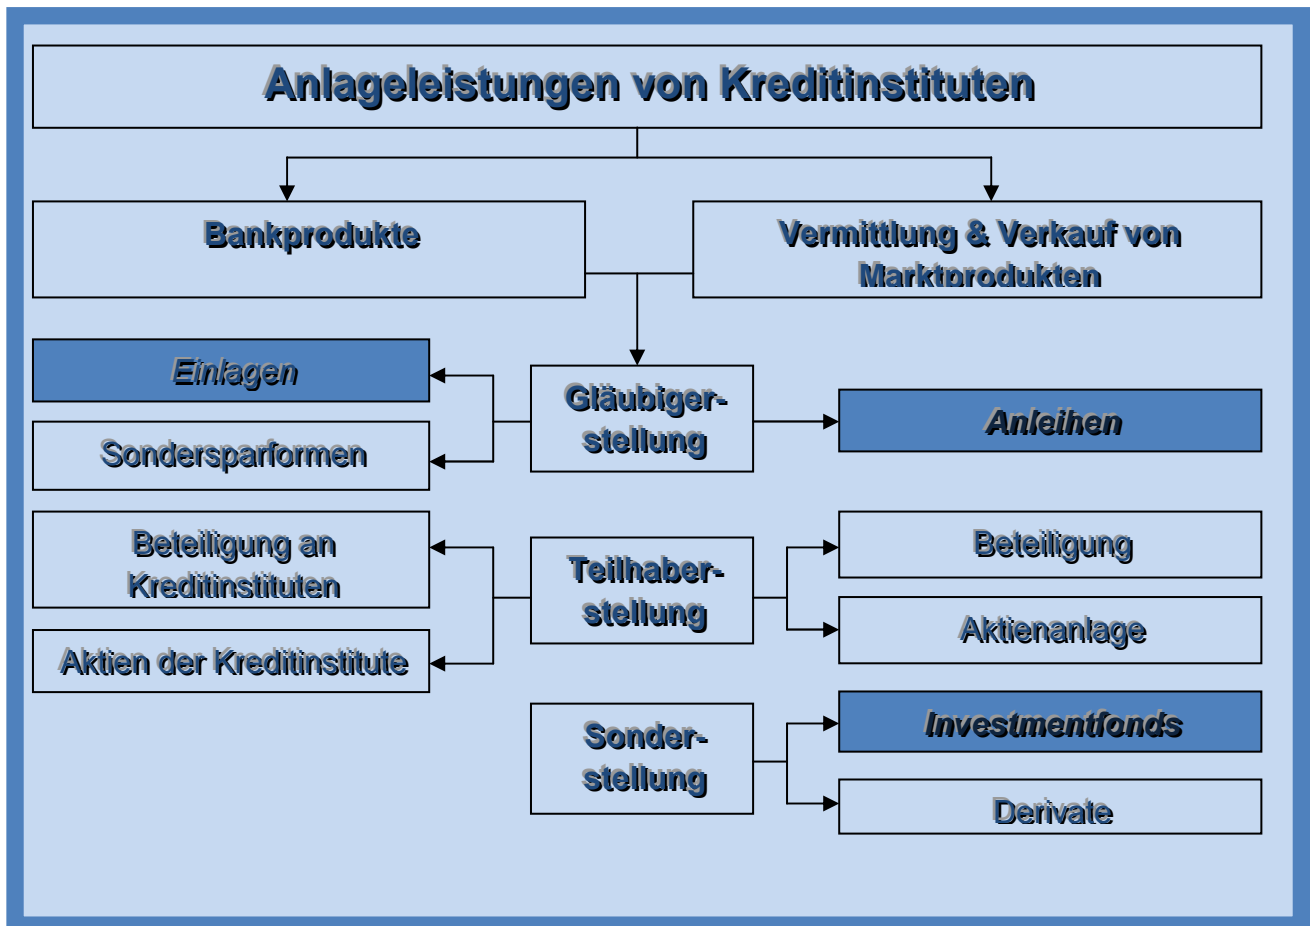 Anlageleistungen von Kreditinstituten
Bankprodukte
Vermittlung & Verkauf von
Marktprodukten
Einlagen
Sondersparformen
Gläubiger-
stellung
Anleihen
Beteiligung an
Kreditinstituten
Aktien der Kreditinstitute
Teilhaber-
stellung
Beteiligung
Aktienanlage
Sonder-
stellung
Investmentfonds
Derivate